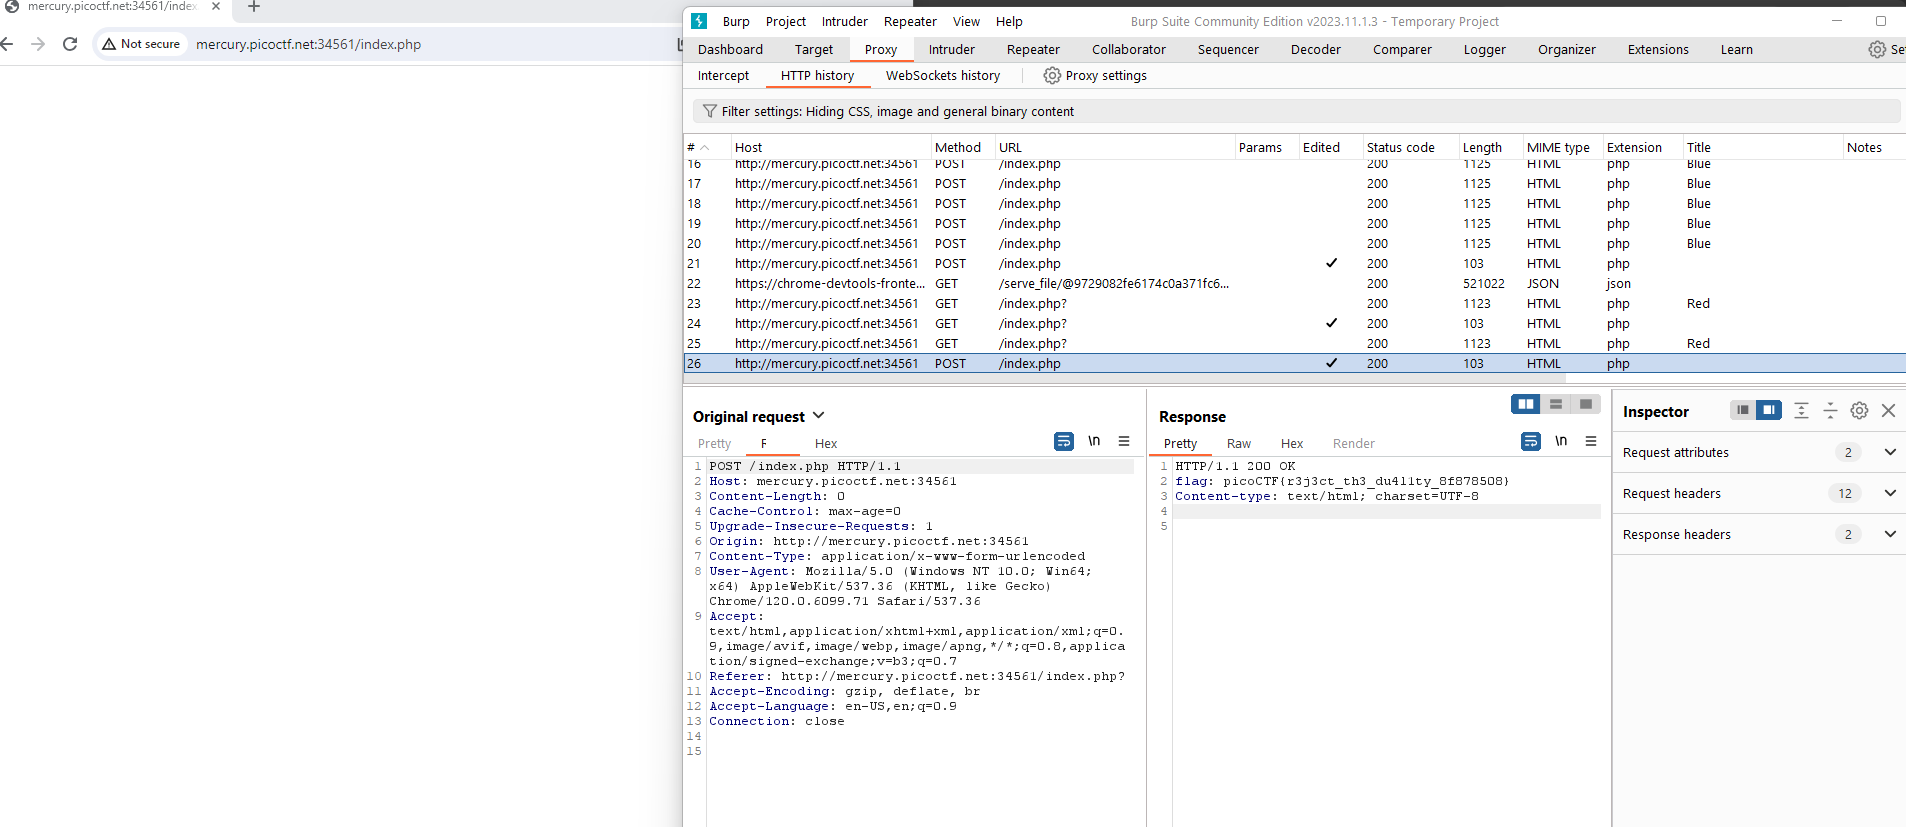 mercury.picoctf.net:34561/index.
Not secure mercury.picoctf.net:34561/index.php
Burp Project Intruder Repeater View Help Burp Suite Community Edition v2023.11.1.3 - Temporary Project
Dashboard Target Proxy Intruder Repeater Collaborator Sequencer Decoder Comparer Logger Organizer Extensions Learn Set
Intercept HTTP history WebSockets history Proxy settings
Filter settings: Hiding CSS, image and general binary content
# Host Method URL Params Edited Status code Length MIME type Extension Title Notes
16 http://mercury.picoctf.net:34561 POST /index.php 200 1125 HTML php Blue
17 http://mercury.picoctf.net:34561 POST /index.php 200 1125 HTML php Blue
18 http://mercury.picoctf.net:34561 POST /index.php 200 1125 HTML php Blue
19 http://mercury.picoctf.net:34561 POST /index.php 200 1125 HTML php Blue
20 http://mercury.picoctf.net:34561 POST /index.php 200 1125 HTML php Blue
21 http://mercury.picoctf.net:34561 POST /index.php ✓ 200 103 HTML php
22 https://chrome-devtools-fronte... GET /serve_file/@9729082fe6174c0a371fc6... 200 521022 JSON json
23 http://mercury.picoctf.net:34561 GET /index.php? 200 1123 HTML php Red
24 http://mercury.picoctf.net:34561 GET /index.php? ✓ 200 103 HTML php
25 http://mercury.picoctf.net:34561 GET /index.php? 200 1123 HTML php Red
26 http://mercury.picoctf.net:34561 POST /index.php ✓ 200 103 HTML php
Original request
Pretty F Hex \n
1 POST /index.php HTTP/1.1
2 Host: mercury.picoctf.net:34561
3 Content-Length: 0
4 Cache-Control: max-age=0
5 Upgrade-Insecure-Requests: 1
6 Origin: http://mercury.picoctf.net:34561
7 Content-Type: application/x-www-form-urlencoded
8 User-Agent: Mozilla/5.0 (Windows NT 10.0; Win64;
x64) AppleWebKit/537.36 (KHTML, like Gecko)
Chrome/120.0.6099.71 Safari/537.36
9 Accept:
text/html,application/xhtml+xml,application/xml;q=0.
9,image/avif,image/webp,image/apng,*/*;q=0.8,applica
tion/signed-exchange;v=b3;q=0.7
10 Referer: http://mercury.picoctf.net:34561/index.php?
11 Accept-Encoding: gzip, deflate, br
12 Accept-Language: en-US,en;q=0.9
13 Connection: close
14
15
Response
Pretty Raw Hex Render \n
1 HTTP/1.1 200 OK
2 flag: picoCTF{r3j3ct_th3_du4l1ty_8f878508}
3 Content-type: text/html; charset=UTF-8
4
5
Inspector
Request attributes 2
Request headers 12
Response headers 2